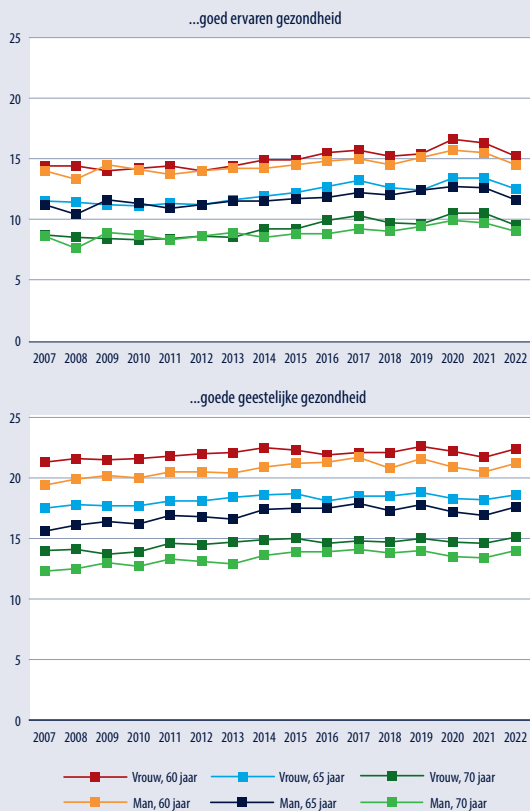 ...goed ervaren gezondheid
25
20
15
10
5
0
2007 2008 2009 2010 2011 2012 2013 2014 2015 2016 2017 2018 2019 2020 2021 2022
...goede geestelijke gezondheid
25
20
15
10
5
0
2007 2008 2009 2010 2011 2012 2013 2014 2015 2016 2017 2018 2019 2020 2021 2022
Vrouw, 60 jaar Vrouw, 65 jaar Vrouw, 70 jaar
Man, 60 jaar Man, 65 jaar Man, 70 jaar